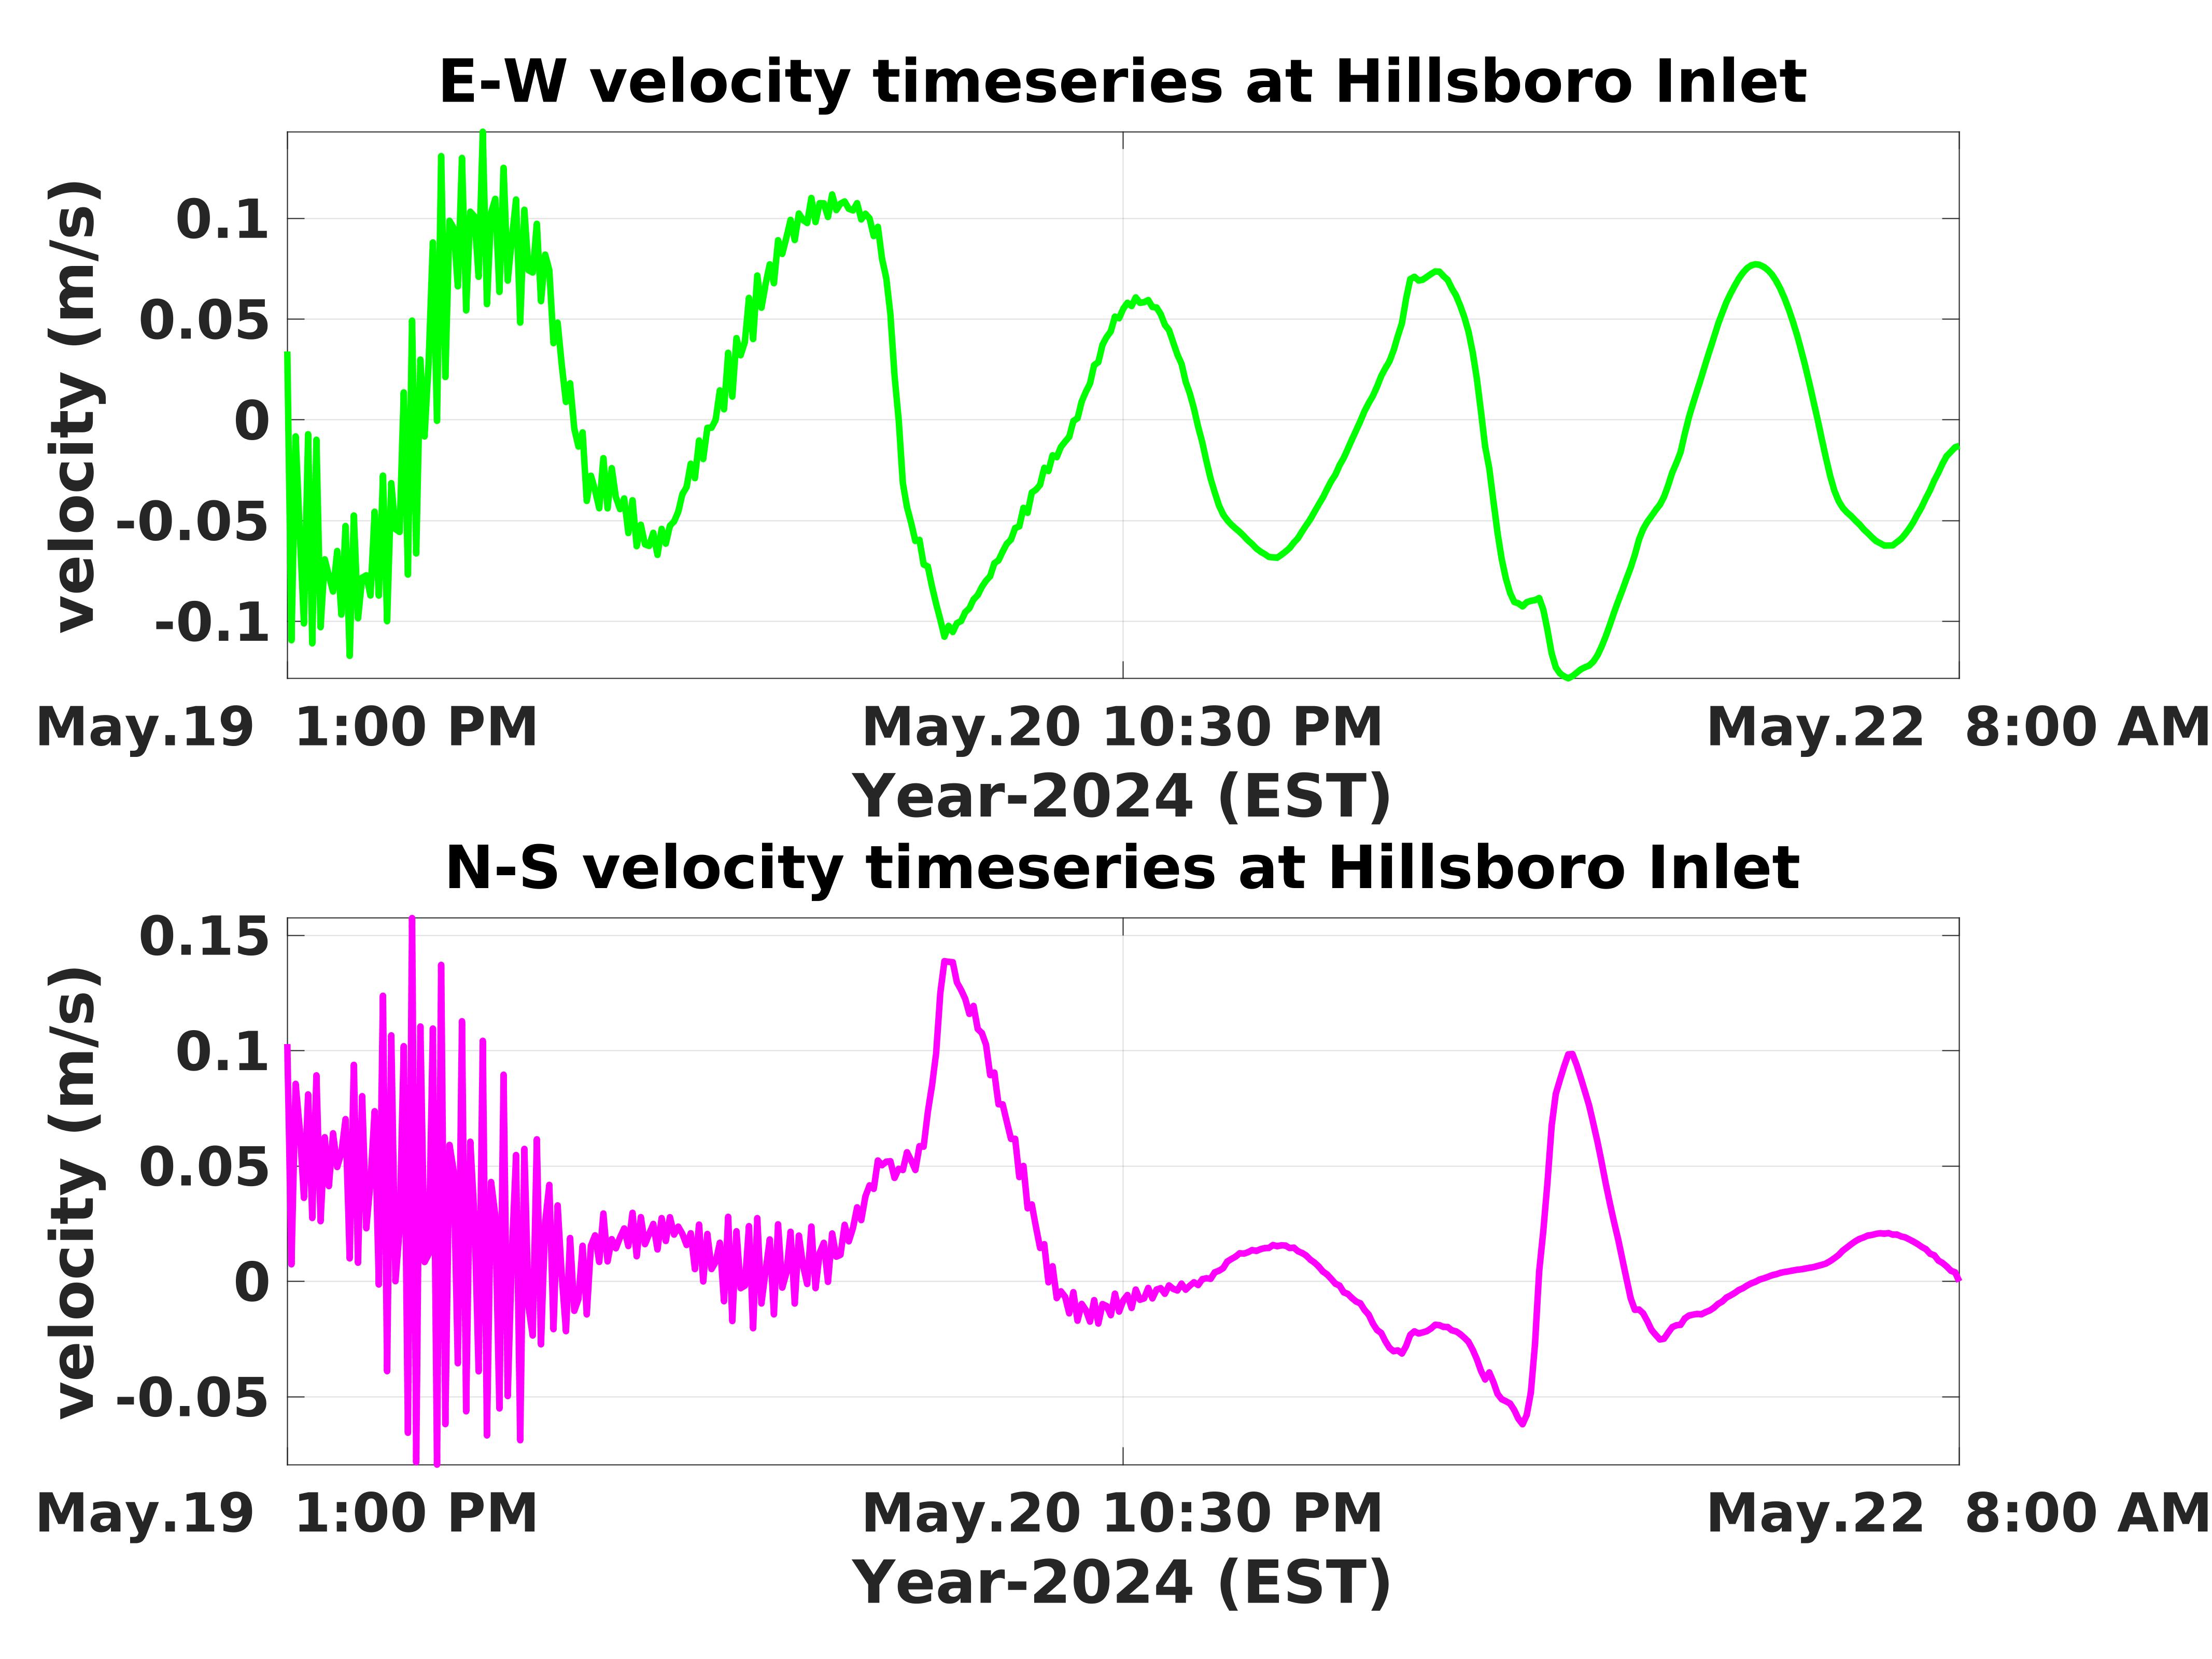 E-W velocity timeseries at Hillsboro Inlet
velocity (m/s)
0.1
0.05
0
-0.05
-0.1
May.19  1:00 PM
May.20 10:30 PM
May.22  8:00 AM
Year-2024 (EST)
N-S velocity timeseries at Hillsboro Inlet
velocity (m/s)
0.15
0.1
0.05
0
-0.05
May.19  1:00 PM
May.20 10:30 PM
May.22  8:00 AM
Year-2024 (EST)